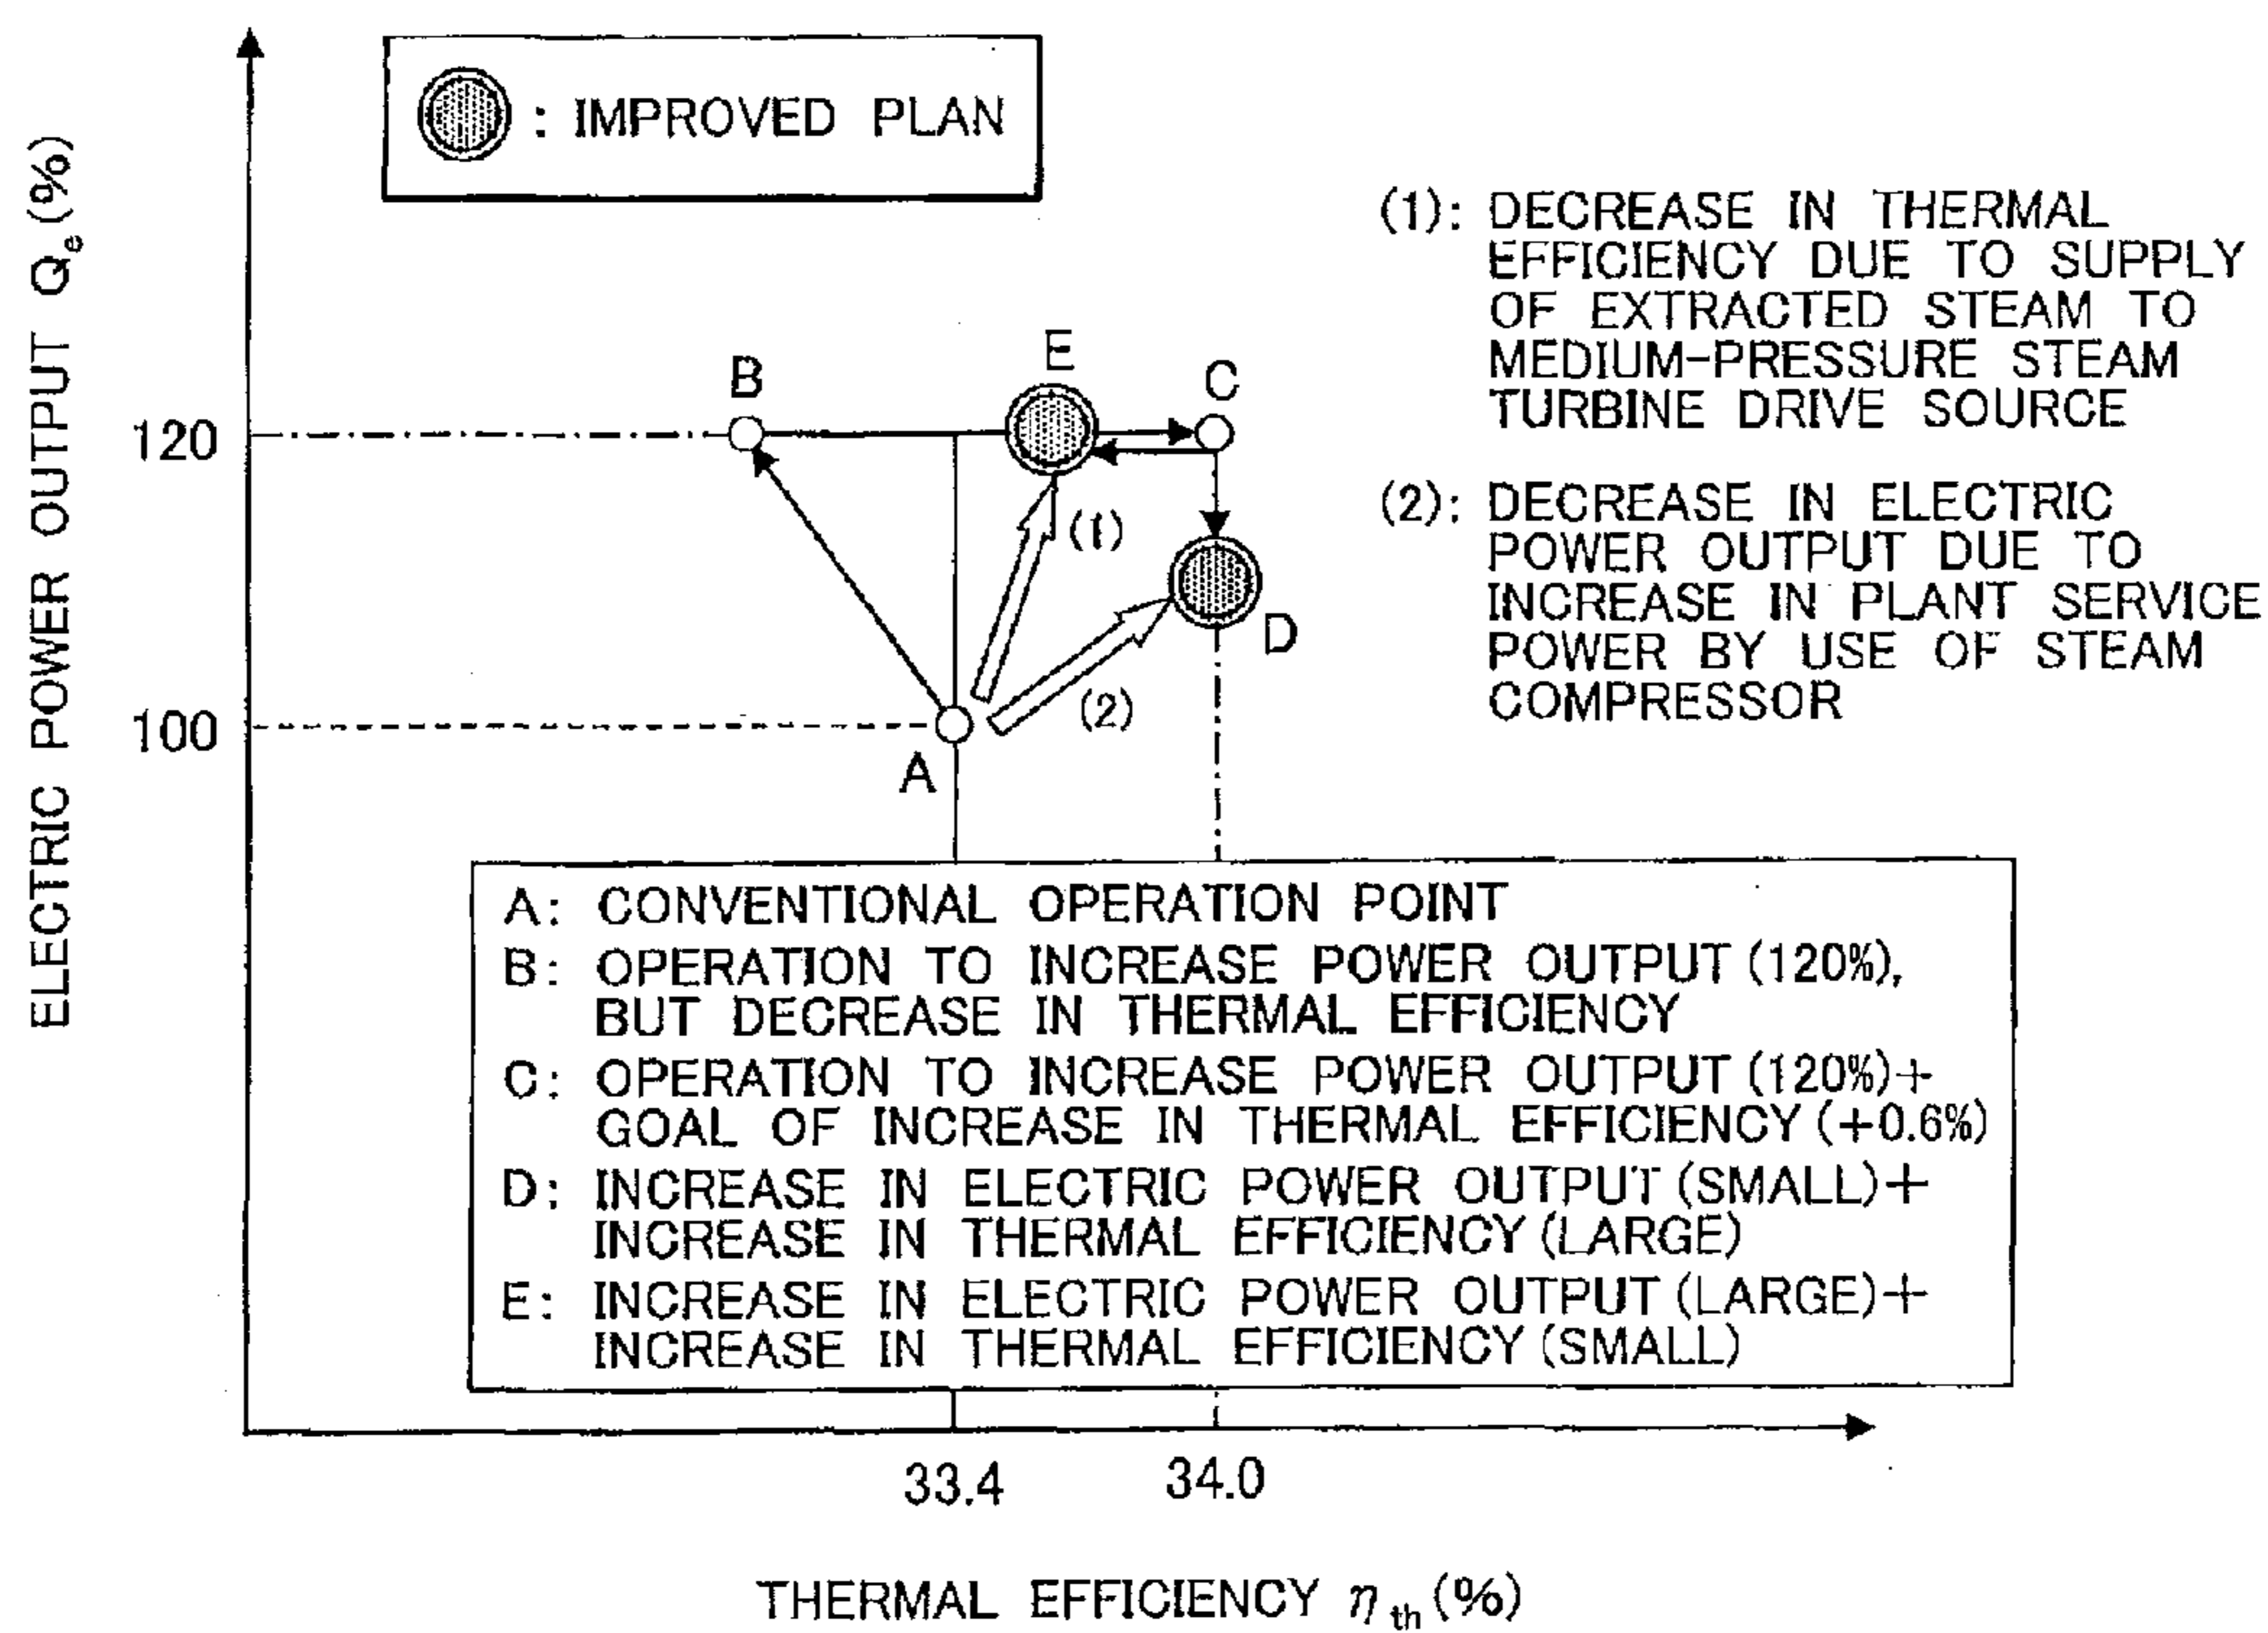 : IMPROVED PLAN
ELECTRIC POWER OUTPUT Qe (%)
120
100
B
E
C
D
A
(1)
(2)
(1): DECREASE IN THERMAL
EFFICIENCY DUE TO SUPPLY
OF EXTRACTED STEAM TO
MEDIUM-PRESSURE STEAM
TURBINE DRIVE SOURCE
(2): DECREASE IN ELECTRIC
POWER OUTPUT DUE TO
INCREASE IN PLANT SERVICE
POWER BY USE OF STEAM
COMPRESSOR
A: CONVENTIONAL OPERATION POINT
B: OPERATION TO INCREASE POWER OUTPUT (120%),
BUT DECREASE IN THERMAL EFFICIENCY
C: OPERATION TO INCREASE POWER OUTPUT (120%)+
GOAL OF INCREASE IN THERMAL EFFICIENCY (+0.6%)
D: INCREASE IN ELECTRIC POWER OUTPUT (SMALL)+
INCREASE IN THERMAL EFFICIENCY (LARGE)
E: INCREASE IN ELECTRIC POWER OUTPUT (LARGE)+
INCREASE IN THERMAL EFFICIENCY (SMALL)
33.4
34.0
THERMAL EFFICIENCY ηth (%)